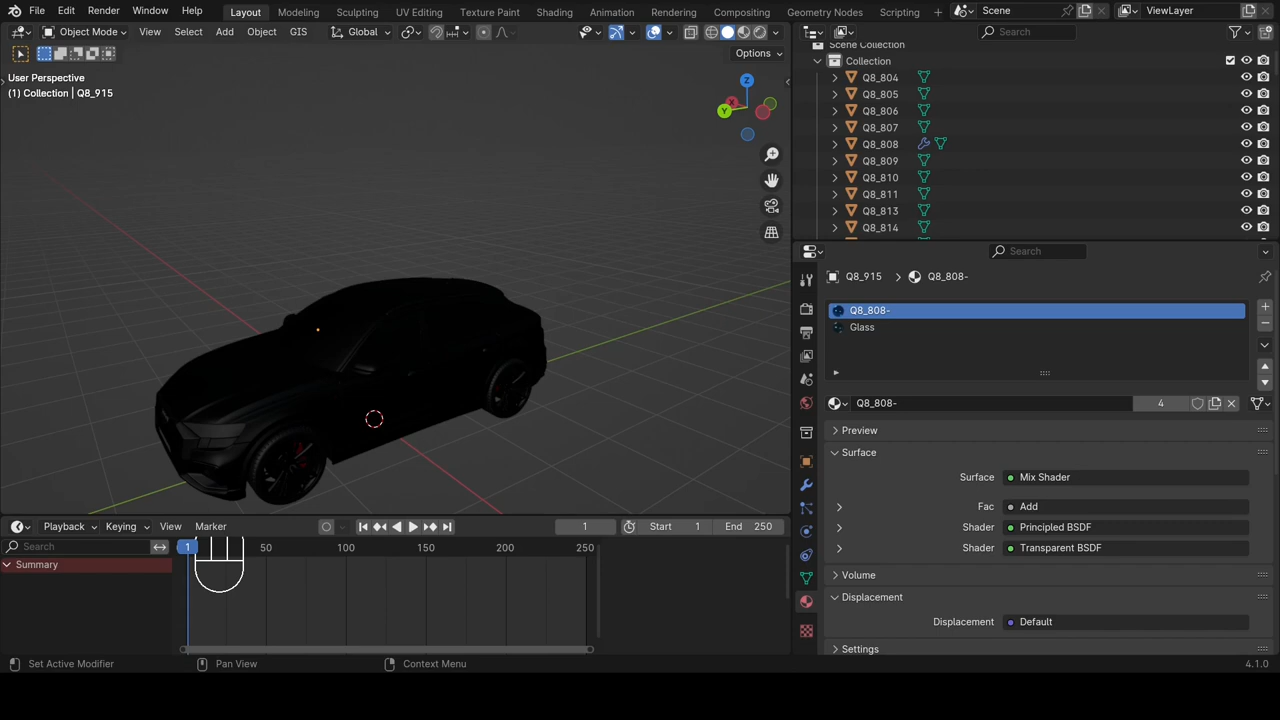 File Edit Render Window Help Layout Modeling Sculpting UV Editing Texture Paint Shading Animation Rendering Compositing Geometry Nodes Scripting + Scene ViewLayer
Object Mode View Select Add Object GIS Global Search
Options
User Perspective
(1) Collection | Q8_915
Z
X
Y
Scene Collection
Collection
Q8_804
Q8_805
Q8_806
Q8_807
Q8_808
Q8_809
Q8_810
Q8_811
Q8_813
Q8_814
Search
Q8_915 > Q8_808-
Q8_808-
Glass
Q8_808- 4
Preview
Surface
Surface Mix Shader
Fac Add
Shader Principled BSDF
Shader Transparent BSDF
Volume
Displacement
Displacement Default
Settings
Playback Keying View Marker 1 Start 1 End 250
Search 1 50 100 150 200 250
Summary
Set Active Modifier Pan View Context Menu 4.1.0